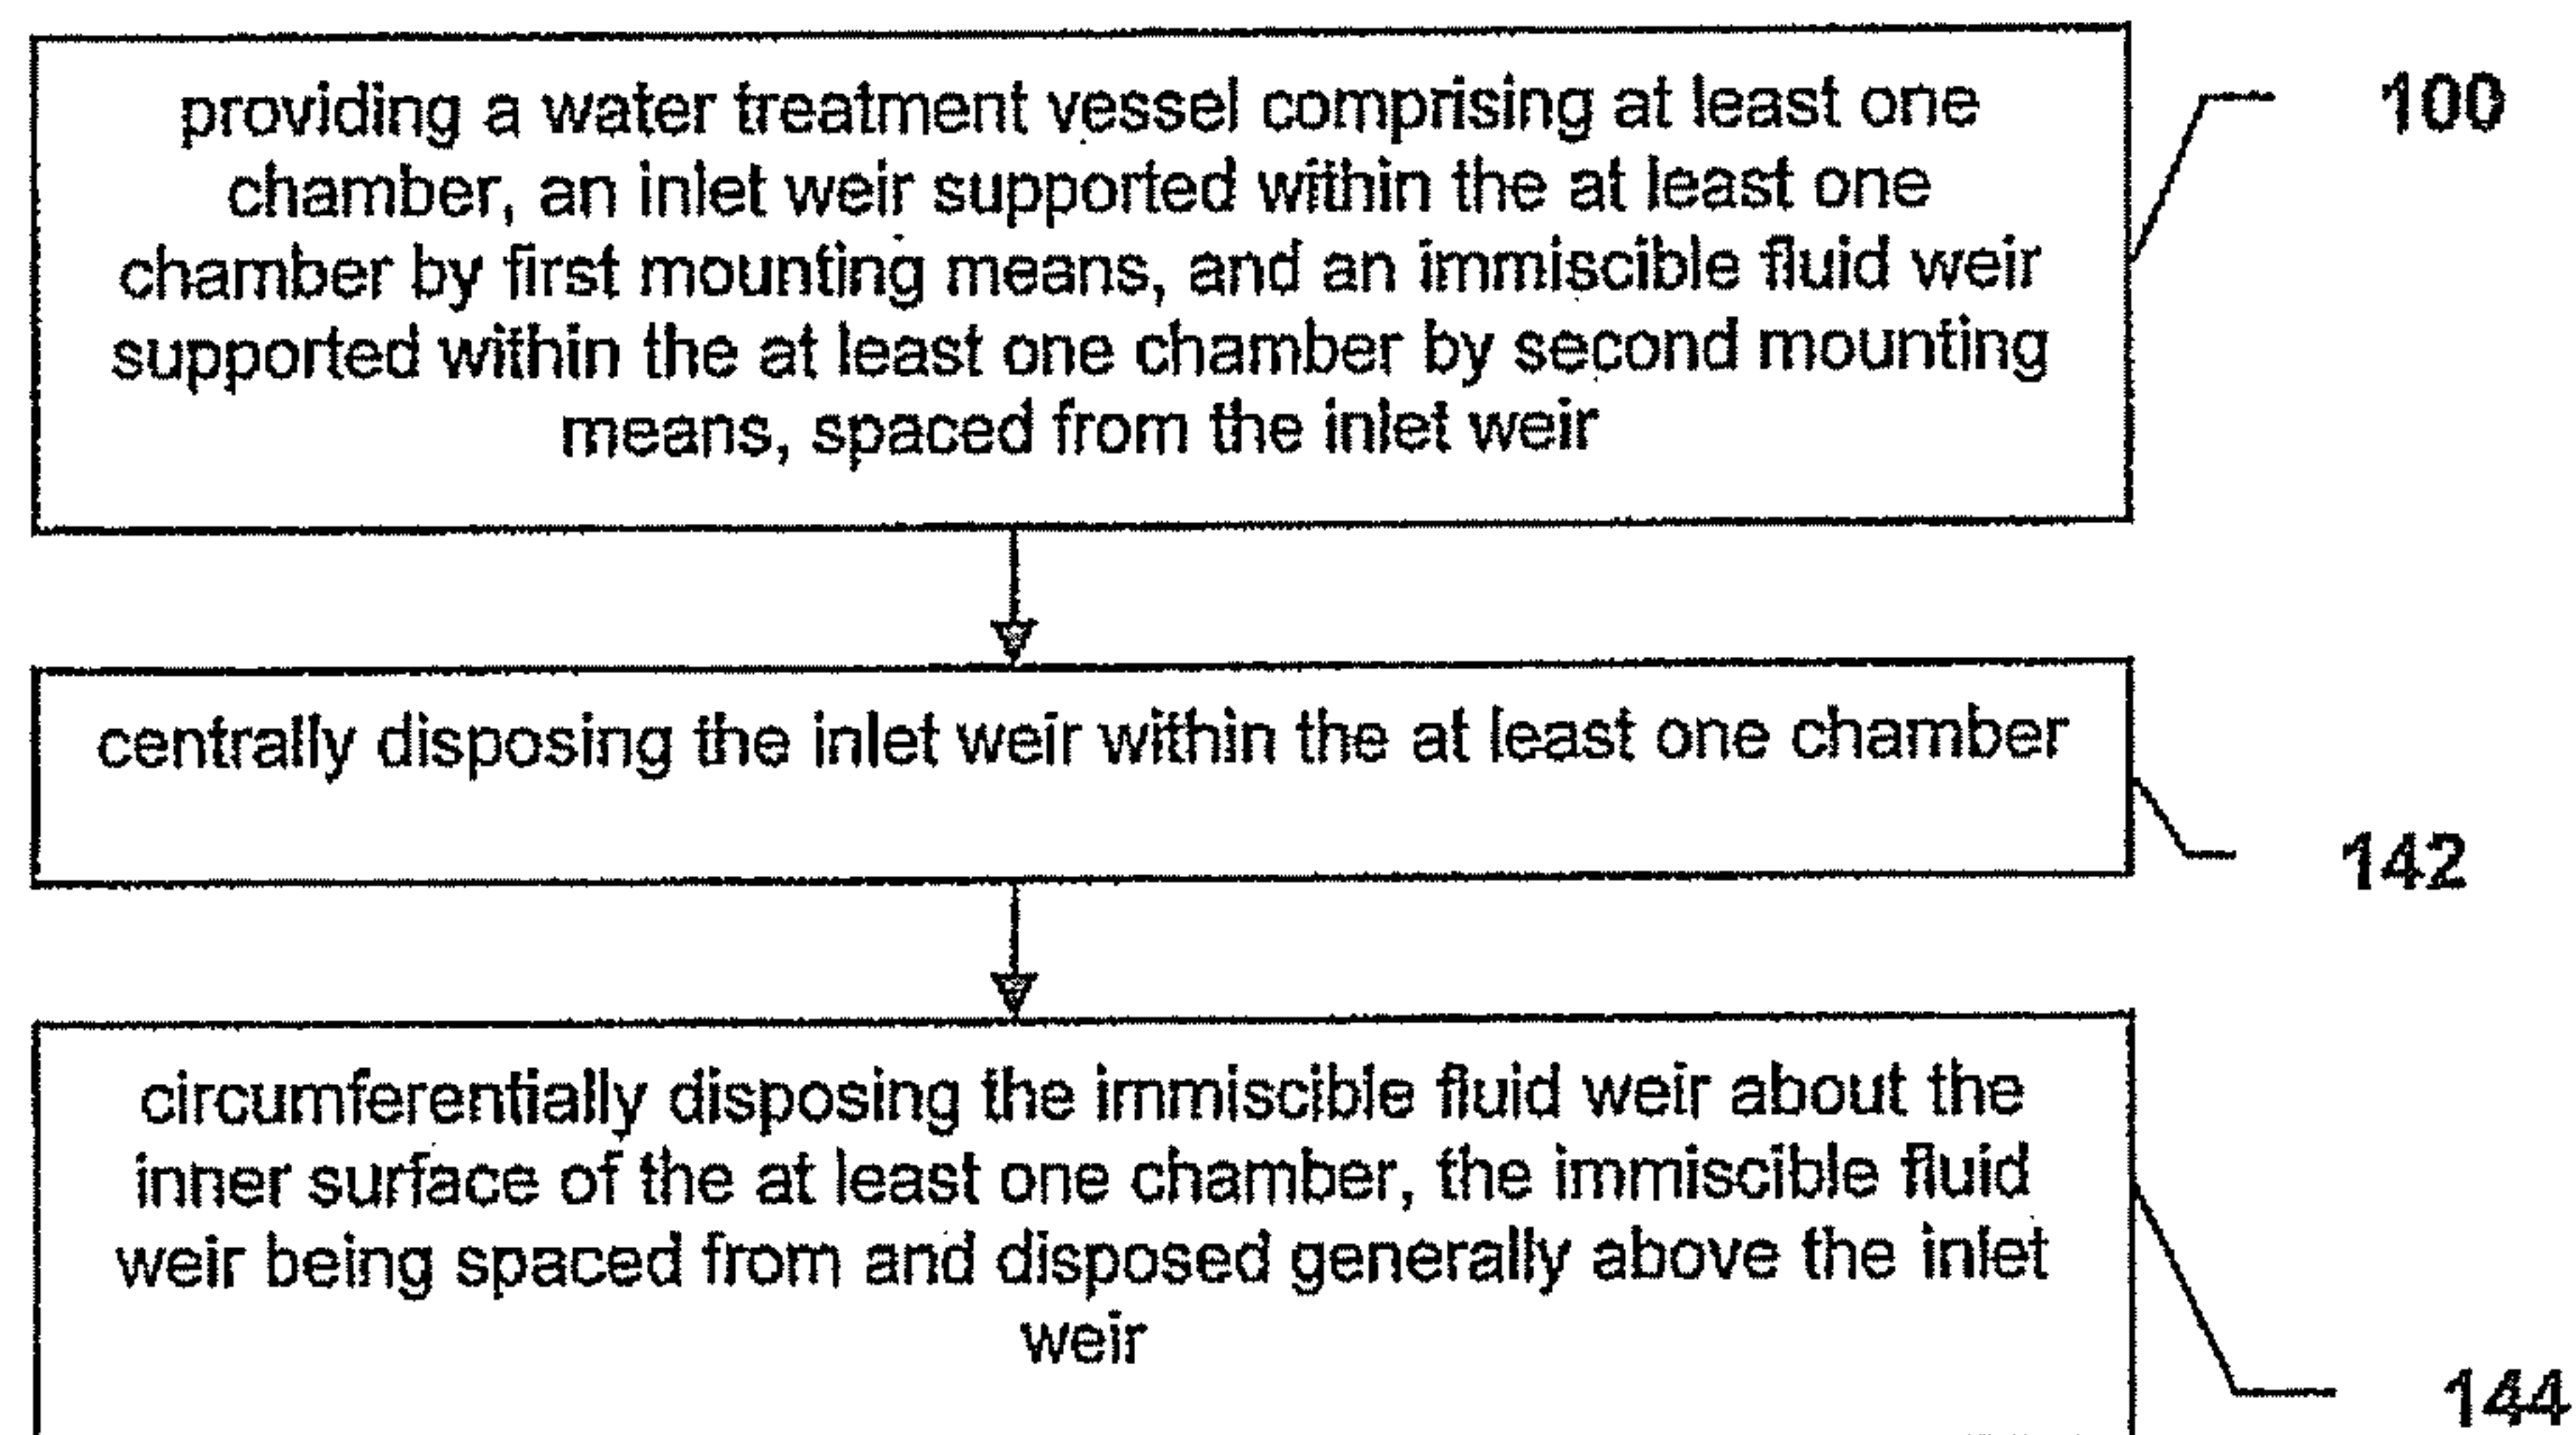 providing a water treatment vessel comprising at least one
chamber, an inlet weir supported within the at least one
chamber by first mounting means, and an immiscible fluid weir
supported within the at least one chamber by second mounting
means, spaced from the inlet weir
100
centrally disposing the inlet weir within the at least one chamber
142
circumferentially disposing the immiscible fluid weir about the
inner surface of the at least one chamber, the immiscible fluid
weir being spaced from and disposed generally above the inlet
weir
144